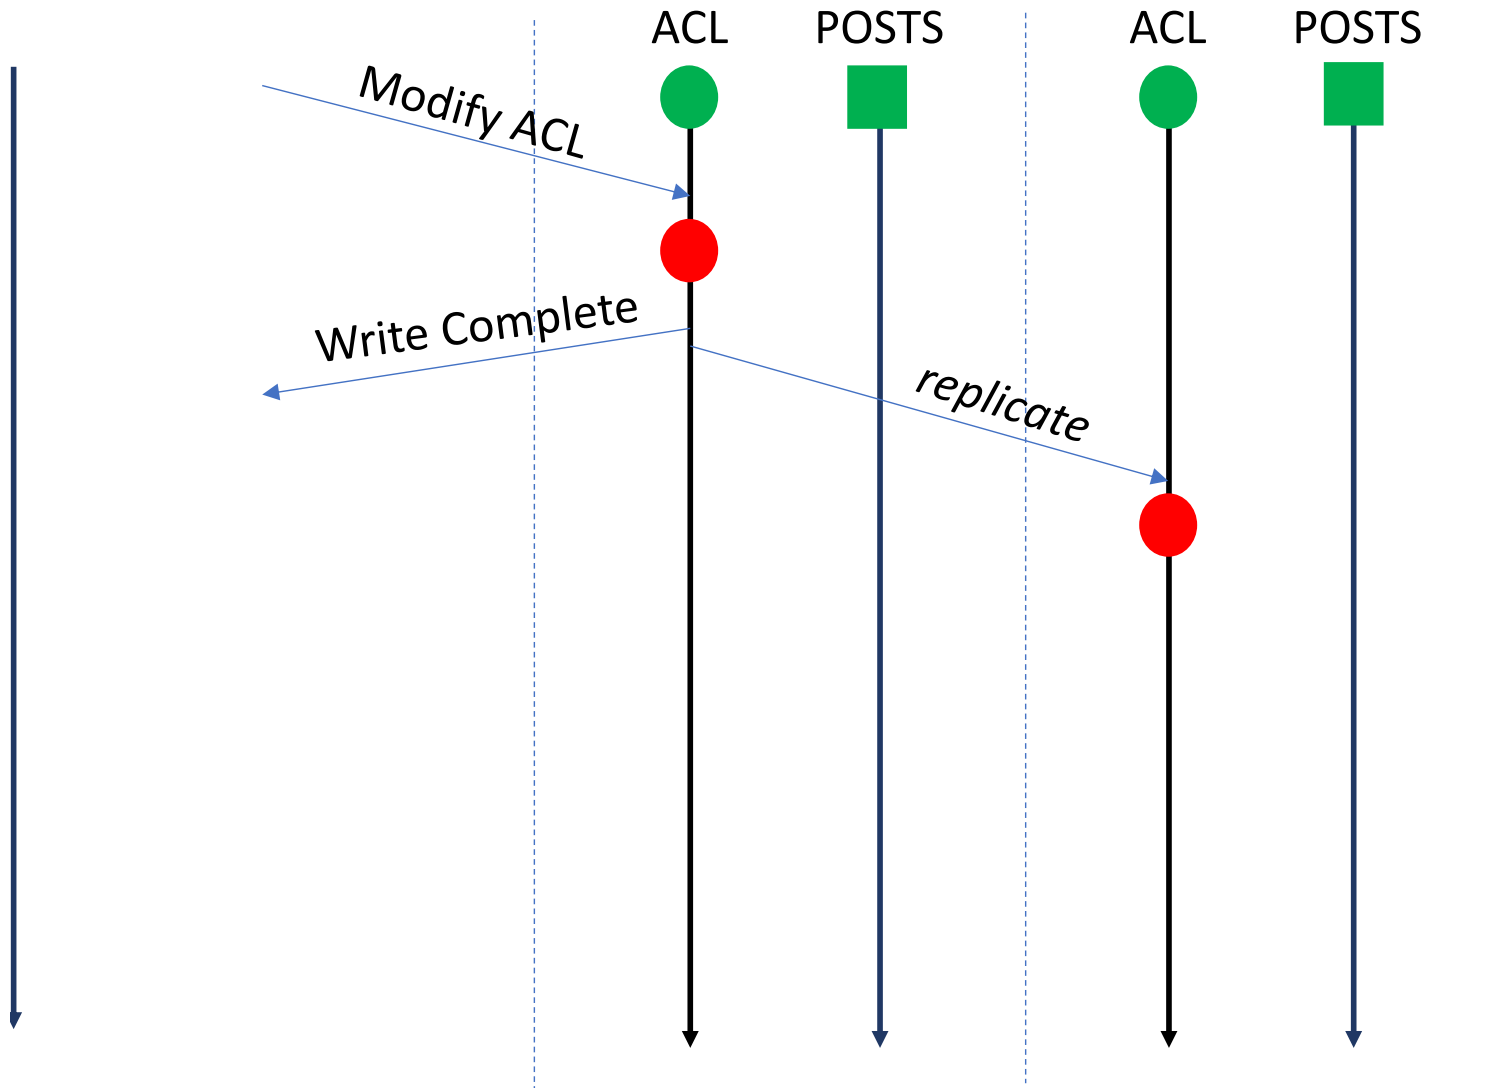 ACL
POSTS
ACL
POSTS
Modify ACL
Write Complete
replicate